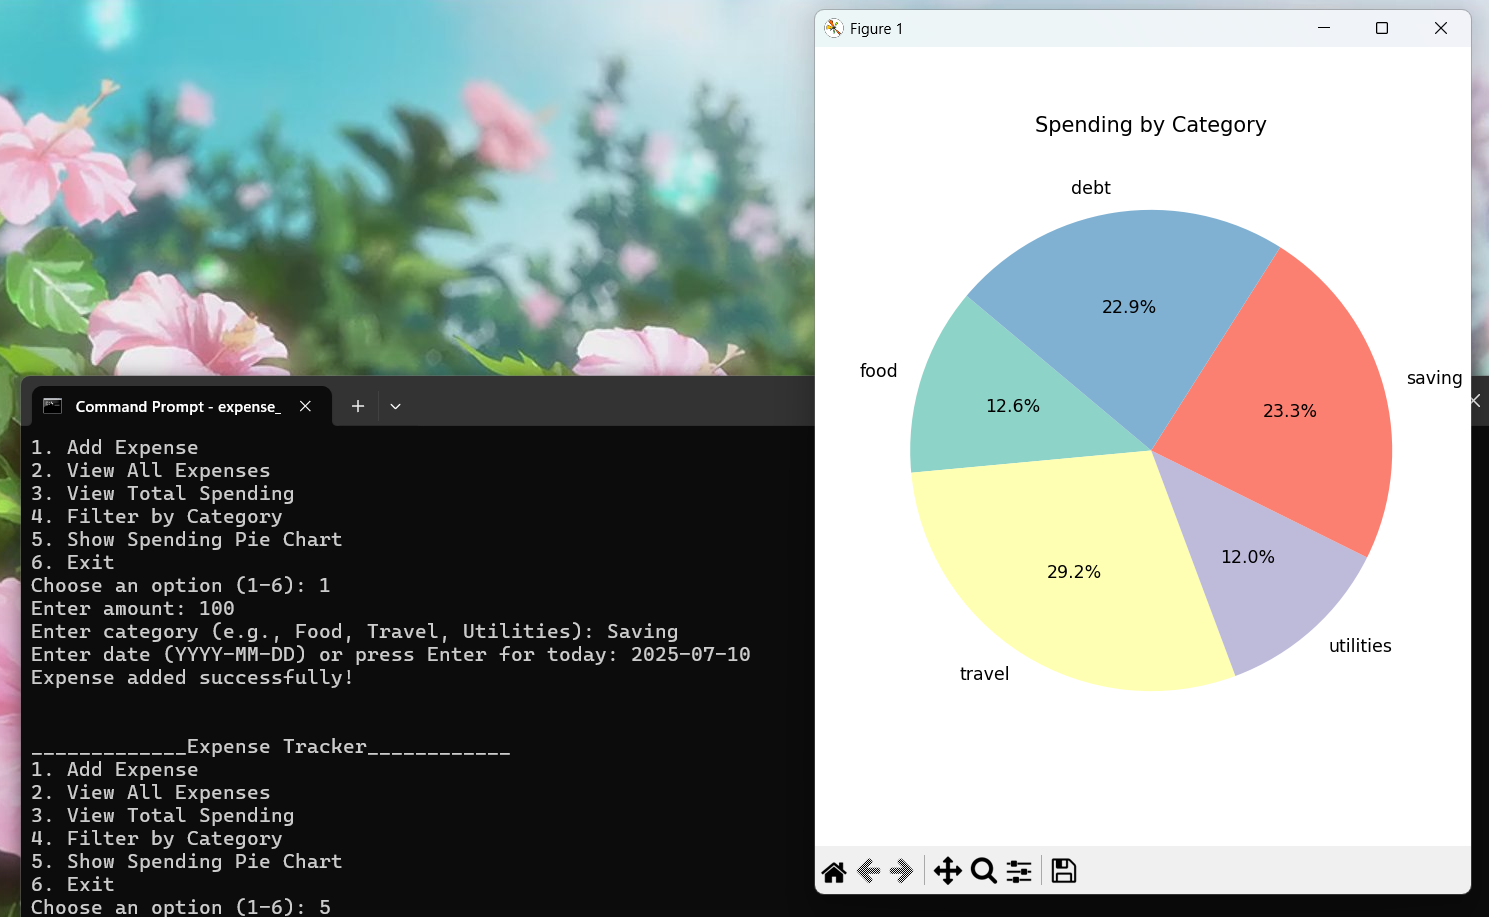 Command Prompt - expense_
1. Add Expense
2. View All Expenses
3. View Total Spending
4. Filter by Category
5. Show Spending Pie Chart
6. Exit
Choose an option (1-6): 1
Enter amount: 100
Enter category (e.g., Food, Travel, Utilities): Saving
Enter date (YYYY-MM-DD) or press Enter for today: 2025-07-10
Expense added successfully!
_____________Expense Tracker____________
1. Add Expense
2. View All Expenses
3. View Total Spending
4. Filter by Category
5. Show Spending Pie Chart
6. Exit
Choose an option (1-6): 5
Figure 1
Spending by Category
debt
22.9%
food
12.6%
saving
23.3%
29.2%
12.0%
travel
utilities